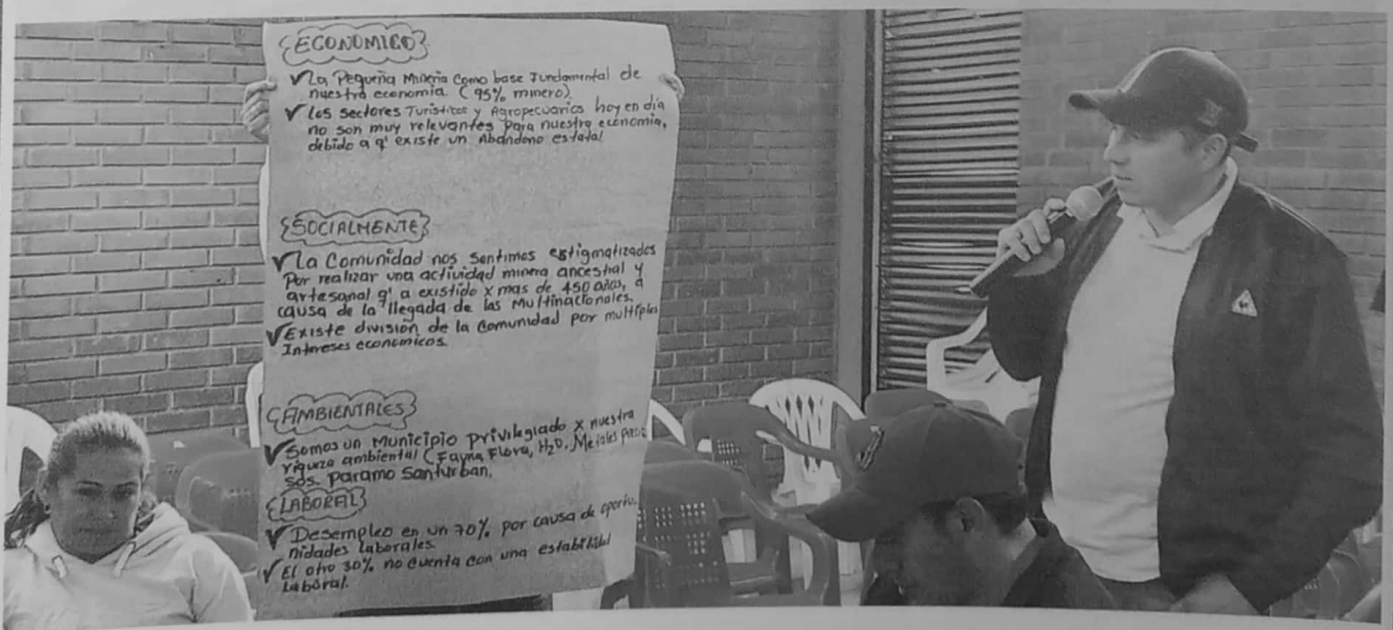 ECONOMICO
✓ La Pequeña Minería como base Fundamental de
nuestra economia. (95% minero)
✓ Los sectores Turisticos y Agropecuarios hoy en día
no son muy relevantes para nuestra economía,
debido a q' existe un Abandono estatal
SOCIALMENTE
✓ La Comunidad nos sentimos estigmatizados
Por realizar una actividad minera ancestral y
artesanal q' a existido x mas de 450 años, a
causa de la llegada de las Multinacionales.
✓ Existe división de la Comunidad por multiples
Intereses economicos.
AMBIENTALES
✓ Somos un Municipio privilegiado x nuestra
riqueza ambiental (Fauna, Flora, H2O, Metales Precio
sos. Paramo Santurban.
LABORAL
✓ Desempleo en un 70% por causa de oportu-
nidades laborales.
✓ El otro 30% no cuenta con una estabilidad
Laboral.